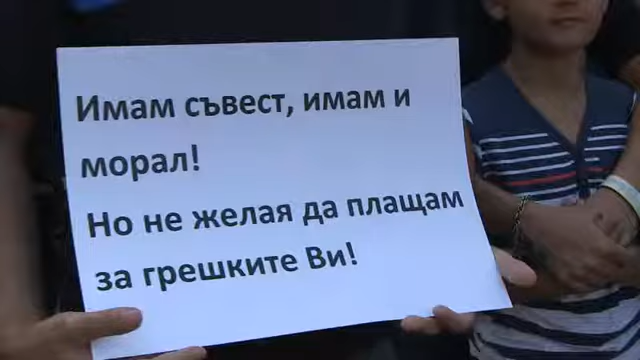 Имам съвест, имам и
морал!
Но не желая да плащам
за грешките Ви!